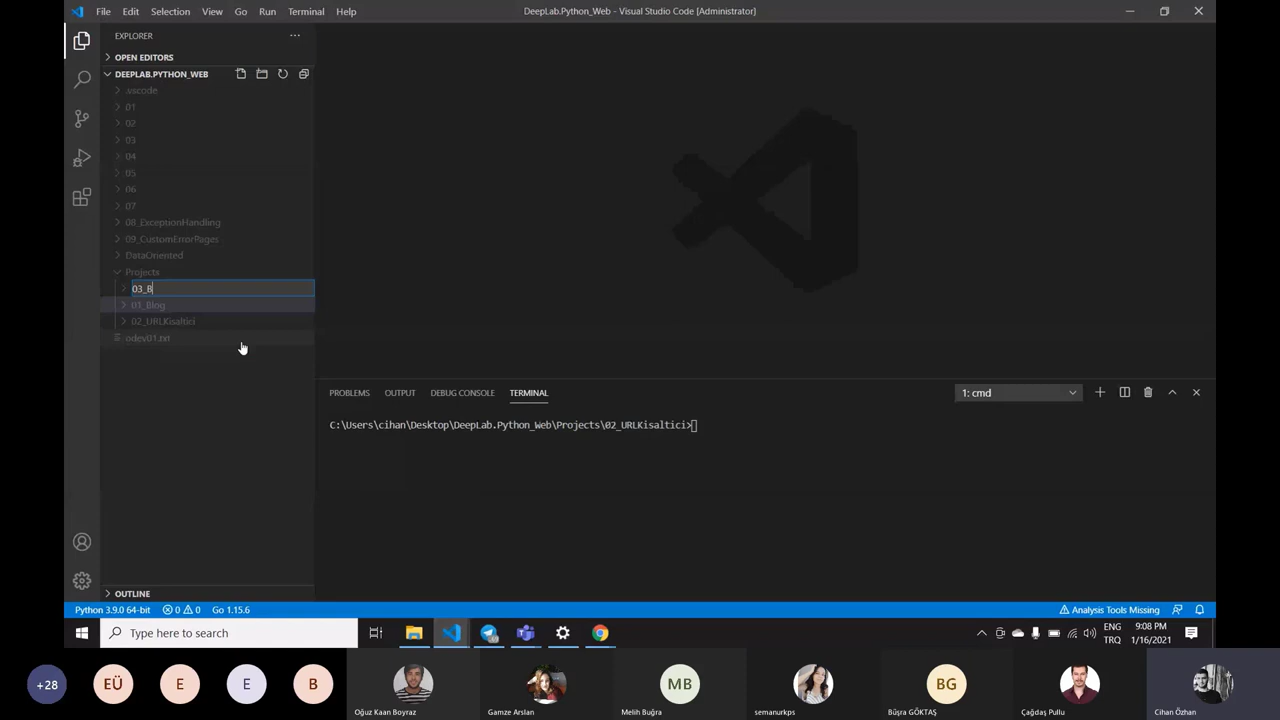 File Edit Selection View Go Run Terminal Help
DeepLab.Python_Web - Visual Studio Code [Administrator]
EXPLORER
OPEN EDITORS
DEEPLAB.PYTHON_WEB
.vscode
01
02
03
04
05
06
07
08_ExceptionHandling
09_CustomErrorPages
DataOriented
Projects
03_B
01_Blog
02_URLKisaltici
odev01.txt
OUTLINE
PROBLEMS OUTPUT DEBUG CONSOLE TERMINAL
1: cmd
C:\Users\cihan\Desktop\DeepLab.Python_Web\Projects\02_URLKisaltici>
Python 3.9.0 64-bit 0 0 Go 1.15.6
Analysis Tools Missing
Type here to search
ENG
TRQ
9:08 PM
1/16/2021
+28
EÜ
E
E
B
MB
BG
Oğuz Kaan Boyraz
Gamze Arslan
Melih Buğra
semanurkps
Büşra GÖKTAŞ
Çağdaş Pullu
Cihan Özhan